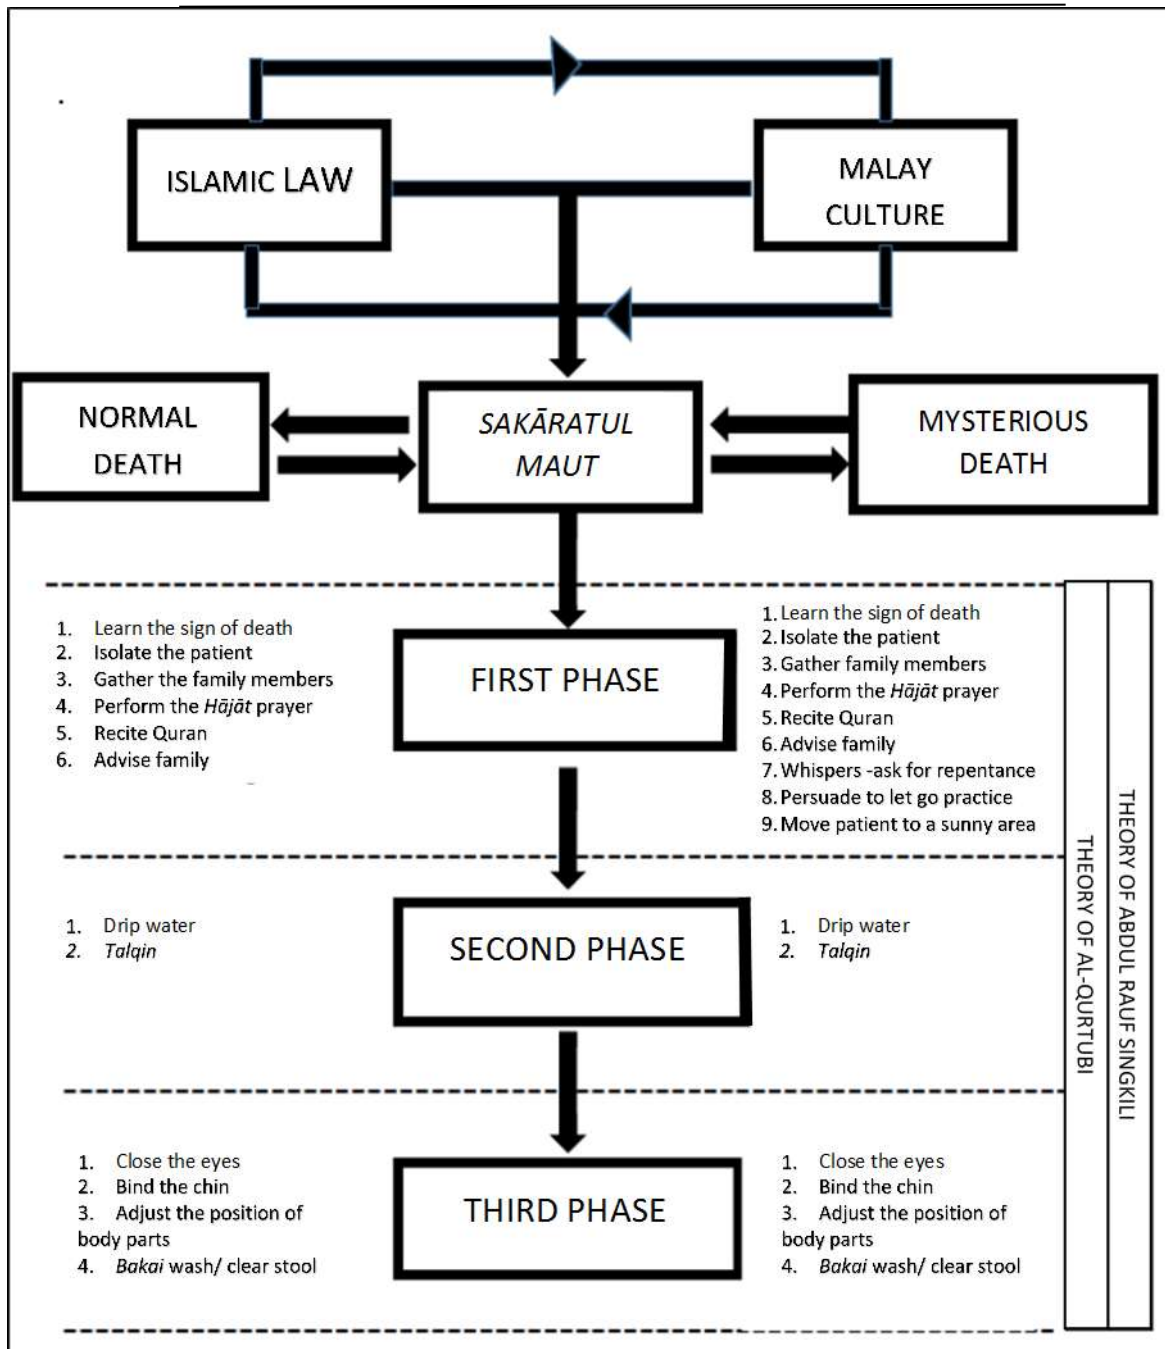 ISLAMIC LAW
MALAY
CULTURE
NORMAL
DEATH
SAKĀRATUL
MAUT
MYSTERIOUS
DEATH
1. Learn the sign of death
2. Isolate the patient
3. Gather the family members
4. Perform the Hājāt prayer
5. Recite Quran
6. Advise family
FIRST PHASE
1. Learn the sign of death
2. Isolate the patient
3. Gather family members
4. Perform the Hājāt prayer
5. Recite Quran
6. Advise family
7. Whispers -ask for repentance
8. Persuade to let go practice
9. Move patient to a sunny area
1. Drip water
2. Talqin
SECOND PHASE
1. Drip water
2. Talqin
1. Close the eyes
2. Bind the chin
3. Adjust the position of
body parts
4. Bakai wash/ clear stool
THIRD PHASE
1. Close the eyes
2. Bind the chin
3. Adjust the position of
body parts
4. Bakai wash/ clear stool
THEORY OF AL-QURTUBI
THEORY OF ABDUL RAUF SINGKILI